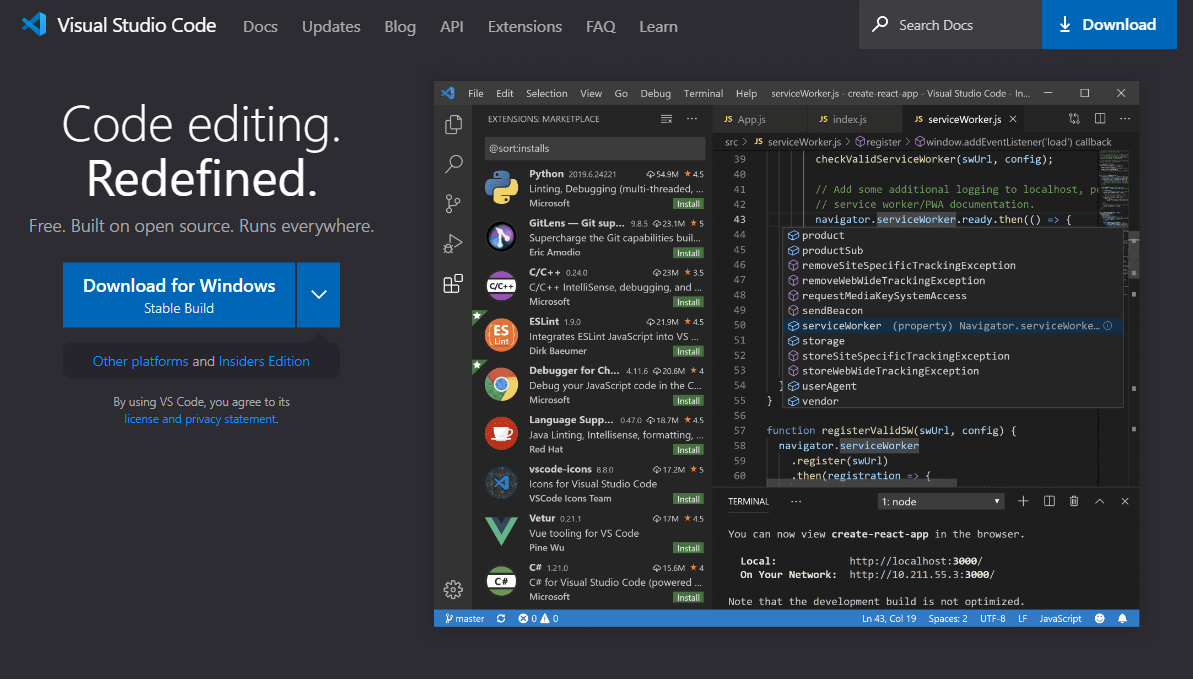 Visual Studio Code Docs Updates Blog API Extensions FAQ Learn Search Docs Download
Code editing.
Redefined.
Free. Built on open source. Runs everywhere.
Download for Windows
Stable Build
Other platforms and Insiders Edition
By using VS Code, you agree to its
license and privacy statement.
File Edit Selection View Go Debug Terminal Help serviceWorker.js - create-react-app - Visual Studio Code - In...
EXTENSIONS: MARKETPLACE ...
@sort:installs
Python 2019.6.24221 54.9M 4.5
Linting, Debugging (multi-threaded, ...
Microsoft Install
GitLens — Git sup... 9.8.5 23.1M 5
Supercharge the Git capabilities buil...
Eric Amodio Install
C/C++
C/C++ 0.24.0 23M 3.5
C/C++ IntelliSense, debugging, and ...
Microsoft Install
ES
Lint
ESLint 1.9.0 21.9M 4.5
Integrates ESLint JavaScript into VS ...
Dirk Baeumer Install
Debugger for Ch... 4.11.6 20.6M 4
Debug your JavaScript code in the C...
Microsoft Install
Language Supp... 0.47.0 18.7M 4.5
Java Linting, Intellisense, formatting, ...
Red Hat Install
vscode-icons 8.8.0 17.2M 5
Icons for Visual Studio Code
VSCode Icons Team Install
Vetur 0.21.1 17M 4.5
Vue tooling for VS Code
Pine Wu Install
C#
C# 1.21.0 15.6M 4
C# for Visual Studio Code (powered ...
Microsoft Install
JS App.js JS index.js JS serviceWorker.js ...
src > JS serviceWorker.js > register > window.addEventListener('load') callback
39 checkValidServiceWorker(swUrl, config);
40
41 // Add some additional logging to localhost, po
42 // service worker/PWA documentation.
43 navigator.serviceWorker.ready.then(() => {
44 product
45 productSub
46 removeSiteSpecificTrackingException
47 removeWebWideTrackingException
48 requestMediaKeySystemAccess
49 sendBeacon
50 serviceWorker (property) Navigator.serviceWorke...
51 storage
52 storeSiteSpecificTrackingException
53 storeWebWideTrackingException
54 } userAgent
55 } vendor
56
57 function registerValidSW(swUrl, config) {
58 navigator.serviceWorker
59 .register(swUrl)
60 .then(registration => {
TERMINAL ... 1: node
You can now view create-react-app in the browser.
Local: http://localhost:3000/
On Your Network: http://10.211.55.3:3000/
Note that the development build is not optimized.
master 0 0 Ln 43, Col 19 Spaces: 2 UTF-8 LF JavaScript